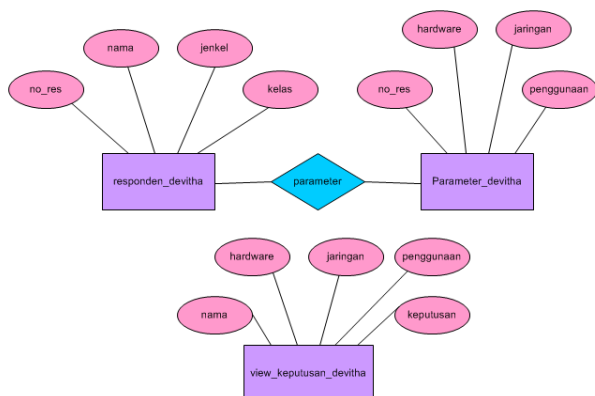 hardware
jaringan
nama
jenkel
no_res
kelas
no_res
penggunaan
responden_devitha
parameter
Parameter_devitha
hardware
jaringan
penggunaan
nama
keputusan
view_keputusan_devitha